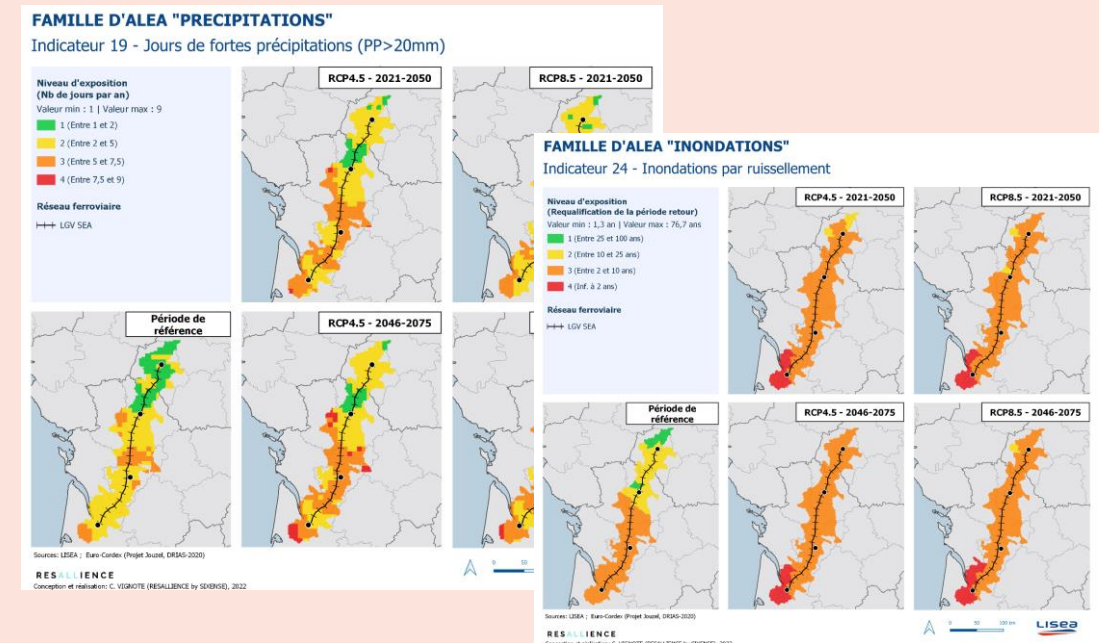 FAMILLE D'ALEA "PRECIPITATIONS"
Indicateur 19 - Jours de fortes précipitations (PP>20mm)
Niveau d'exposition
(Nb de jours par an)
Valeur min : 1 | Valeur max : 9
1 (Entre 1 et 2)
2 (Entre 2 et 5)
3 (Entre 5 et 7,5)
4 (Entre 7,5 et 9)
Réseau ferroviaire
LGV SEA
RCP4.5 - 2021-2050
RCP8.5 - 2021-2050
Période de
référence
RCP4.5 - 2046-2075
Sources: LISEA ; Euro-Cordex (Projet Jouzel, DRIAS-2020)
RESALLIENCE
Conception et réalisation: C. VIGNOTE (RESALLIENCE by SIXENSE), 2022
0 50
FAMILLE D'ALEA "INONDATIONS"
Indicateur 24 - Inondations par ruissellement
Niveau d'exposition
(Requalification de la période retour)
Valeur min : 1,3 an | Valeur max : 76,7 ans
1 (Entre 25 et 100 ans)
2 (Entre 10 et 25 ans)
3 (Entre 2 et 10 ans)
4 (Inf. à 2 ans)
Réseau ferroviaire
LGV SEA
RCP4.5 - 2021-2050
RCP8.5 - 2021-2050
Période de
référence
RCP4.5 - 2046-2075
RCP8.5 - 2046-2075
Sources: LISEA ; Euro-Cordex (Projet Jouzel, DRIAS-2020)
RESALLIENCE
0 50 100 km
Lisea